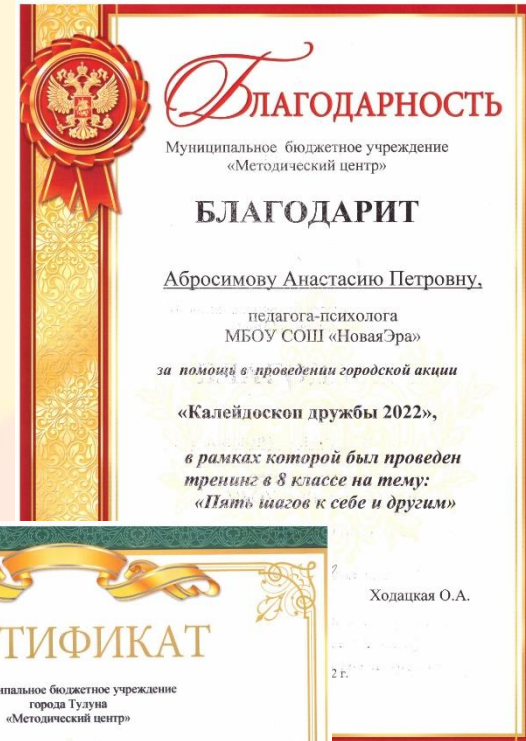 БЛАГОДАРНОСТЬ
Муниципальное бюджетное учреждение
«Методический центр»
БЛАГОДАРИТ
Абросимову Анастасию Петровну,
педагога-психолога
МБОУ СОШ «НоваяЭра»
за помощь в проведении городской акции
«Калейдоскоп дружбы 2022»,
в рамках которой был проведен
тренинг в 8 классе на тему:
«Пять шагов к себе и другим»
Ходацкая О.А.
2 г.
ТИФИКАТ
ипальное бюджетное учреждение
города Тулуна
«Методический центр»